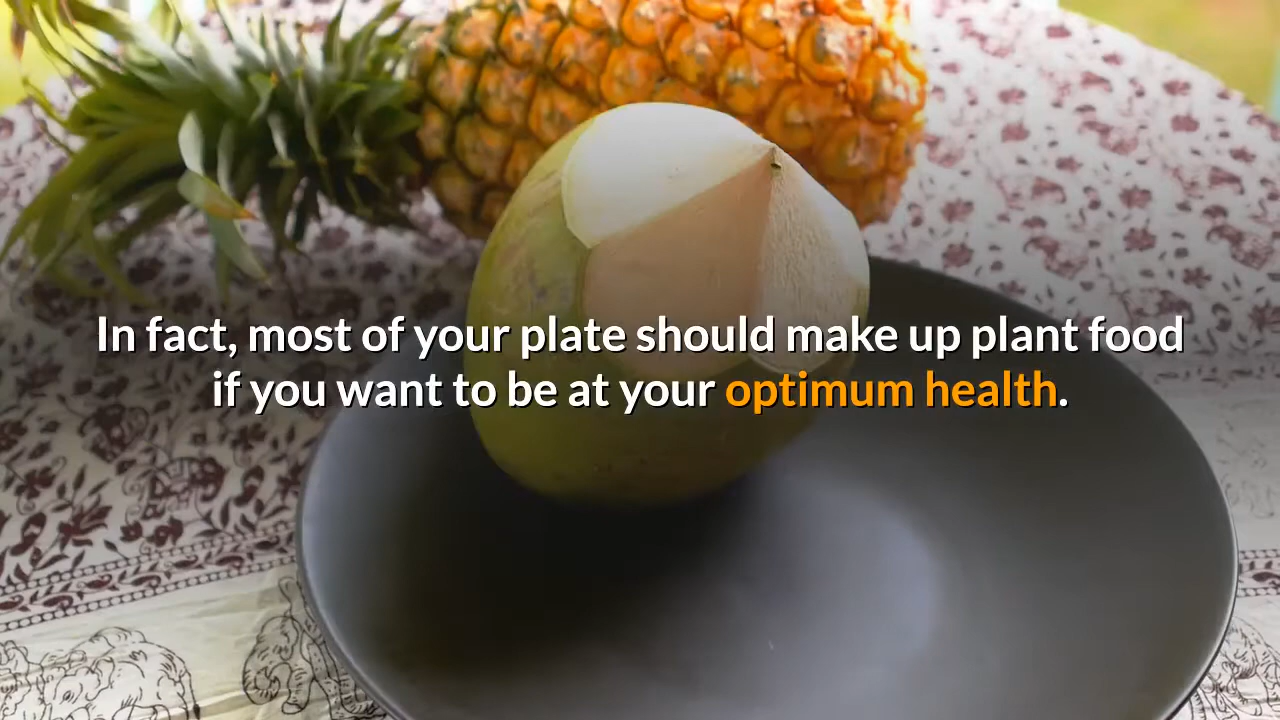 In fact, most of your plate should make up plant food
if you want to be at your optimum health.